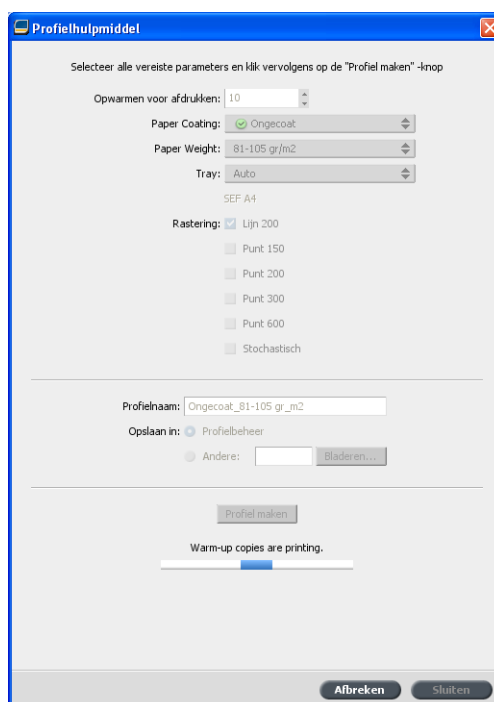 Profielhulpmiddel
Selecteer alle vereiste parameters en klik vervolgens op de "Profiel maken" -knop
Opwarmen voor afdrukken: 10
Paper Coating: Ongecoat
Paper Weight: 81-105 gr/m2
Tray: Auto
SEF A4
Rastering: Lijn 200
Punt 150
Punt 200
Punt 300
Punt 600
Stochastisch
Profielnaam: Ongecoat_81-105 gr_m2
Opslaan in: Profielbeheer
Andere: Bladeren...
Profiel maken
Warm-up copies are printing.
Afbreken Sluiten